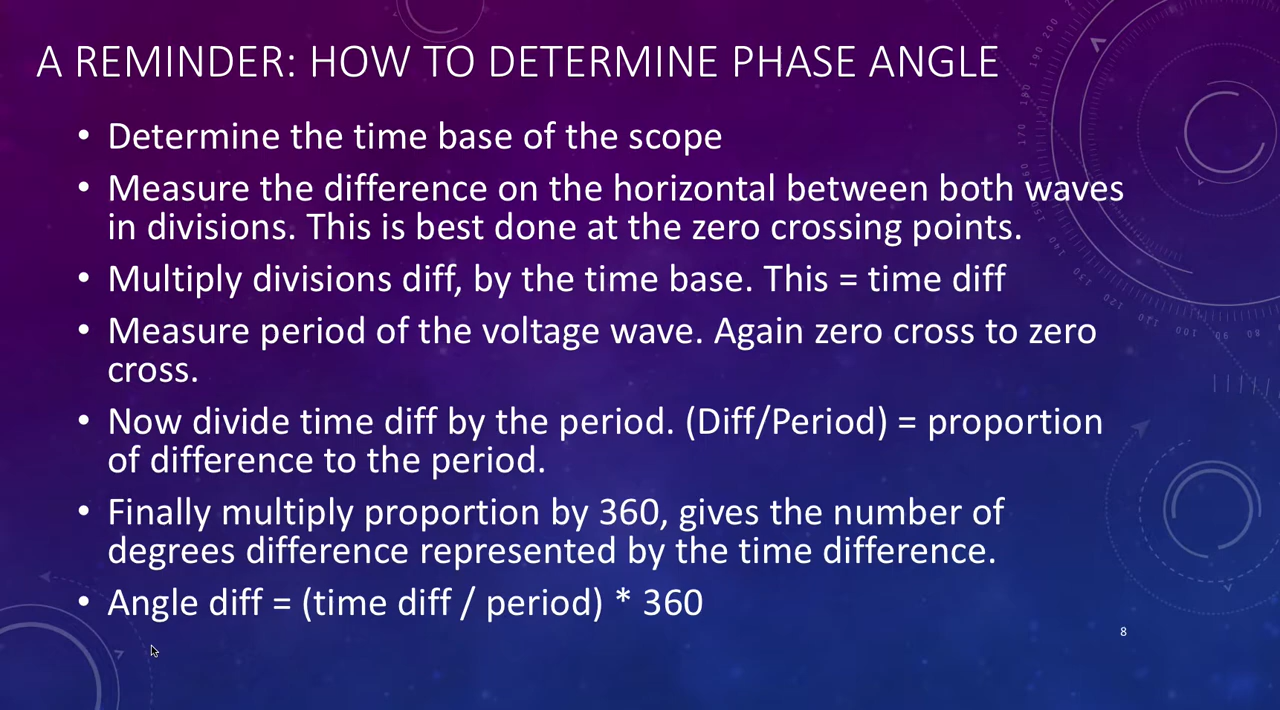 A REMINDER: HOW TO DETERMINE PHASE ANGLE
• Determine the time base of the scope
• Measure the difference on the horizontal between both waves
in divisions. This is best done at the zero crossing points.
• Multiply divisions diff, by the time base. This = time diff
• Measure period of the voltage wave. Again zero cross to zero
cross.
• Now divide time diff by the period. (Diff/Period) = proportion
of difference to the period.
• Finally multiply proportion by 360, gives the number of
degrees difference represented by the time difference.
• Angle diff = (time diff / period) * 360
8